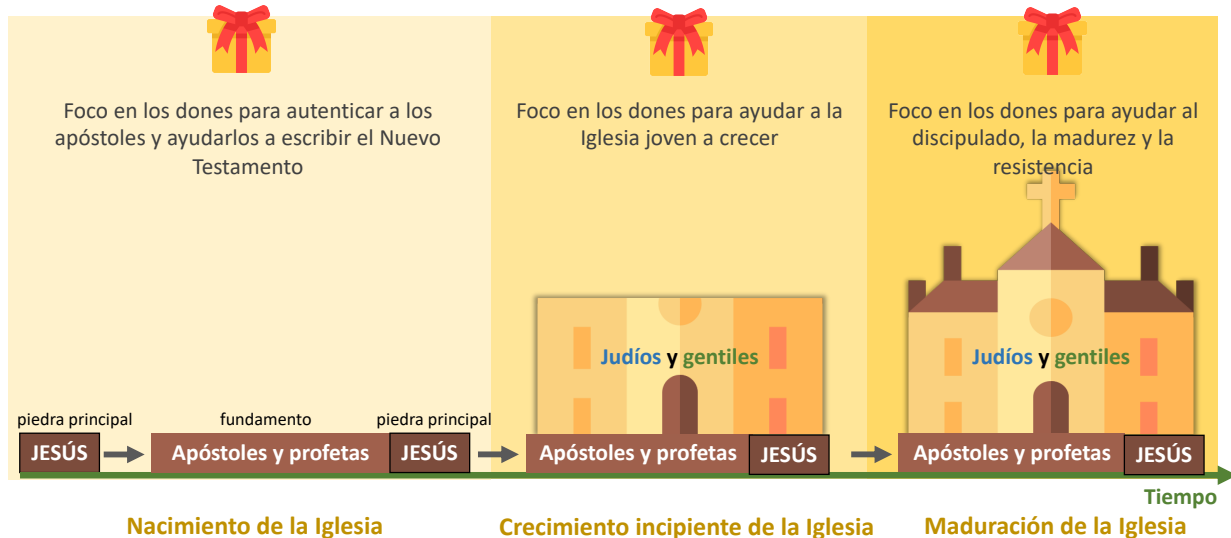 Foco en los dones para autenticar a los
apóstoles y ayudarlos a escribir el Nuevo
Testamento
Foco en los dones para ayudar a la
Iglesia joven a crecer
Foco en los dones para ayudar al
discipulado, la madurez y la
resistencia
Judíos y gentiles
Judíos y gentiles
piedra principal
fundamento
piedra principal
JESÚS
Apóstoles y profetas
JESÚS
Apóstoles y profetas
JESÚS
Apóstoles y profetas
JESÚS
Tiempo
Nacimiento de la Iglesia
Crecimiento incipiente de la Iglesia
Maduración de la Iglesia